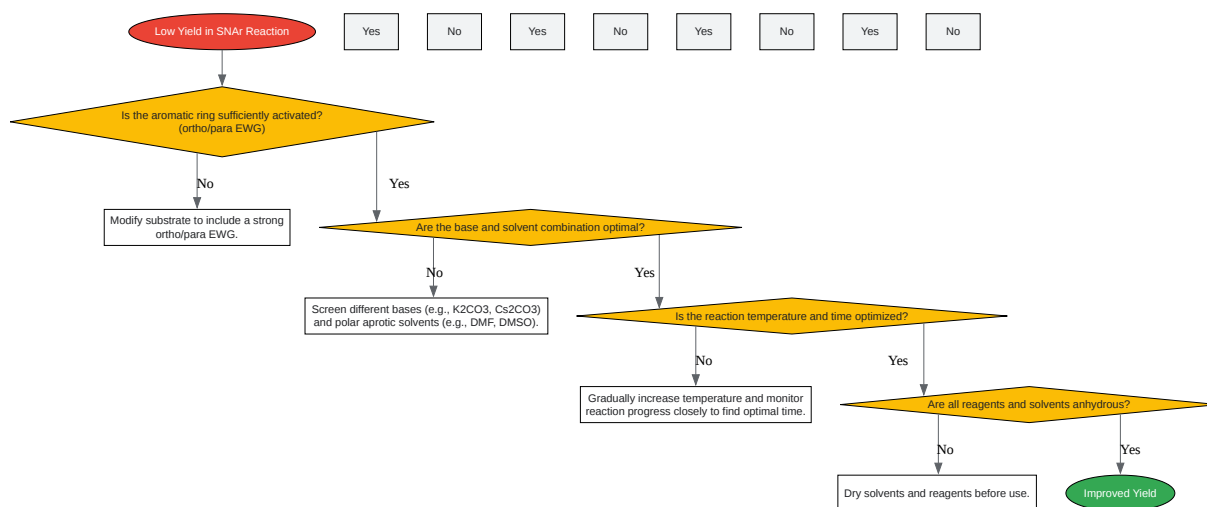 Low Yield in SNAr Reaction
Yes
No
Yes
No
Yes
No
Yes
No
Is the aromatic ring sufficiently activated?
(ortho/para EWG)
No
Yes
Modify substrate to include a strong
ortho/para EWG.
Are the base and solvent combination optimal?
No
Yes
Screen different bases (e.g., K2CO3, Cs2CO3)
and polar aprotic solvents (e.g., DMF, DMSO).
Is the reaction temperature and time optimized?
No
Yes
Gradually increase temperature and monitor
reaction progress closely to find optimal time.
Are all reagents and solvents anhydrous?
No
Yes
Dry solvents and reagents before use.
Improved Yield